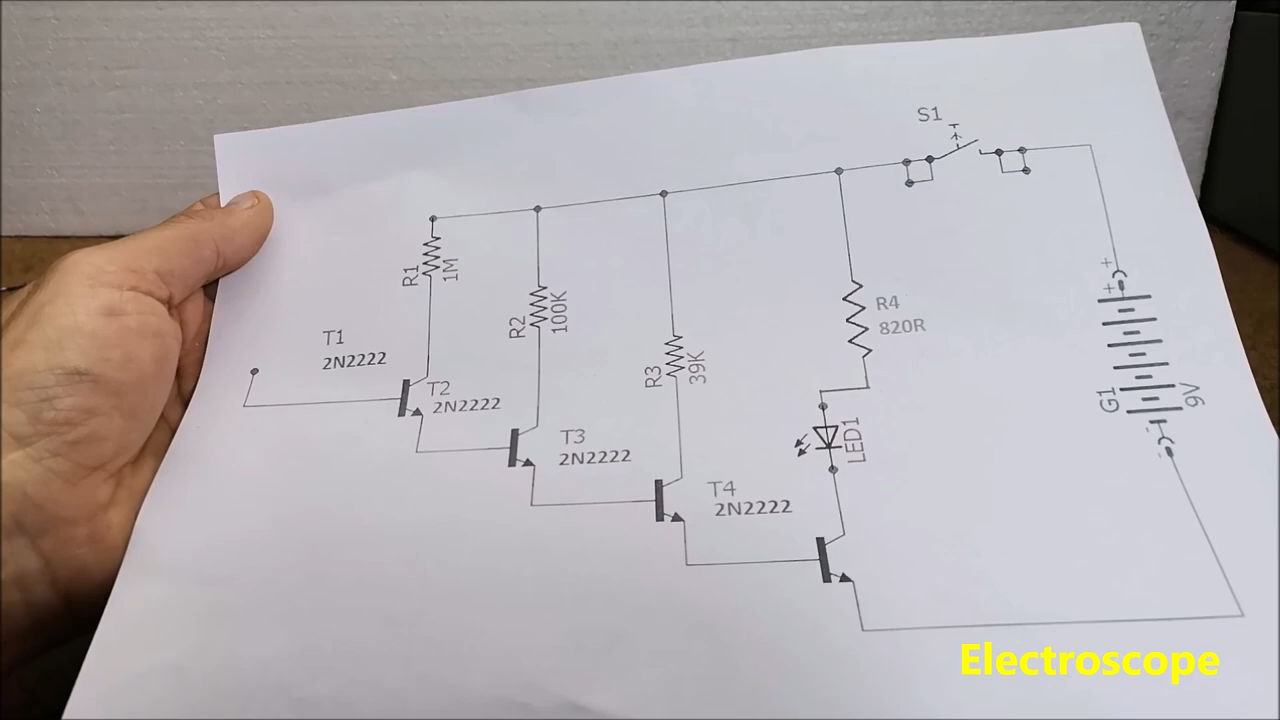 S1
R1
1M
R2
100K
R3
39K
R4
820R
T1
2N2222
T2
2N2222
T3
2N2222
T4
2N2222
LED1
+
+
G1
9V
-
-
Electroscope